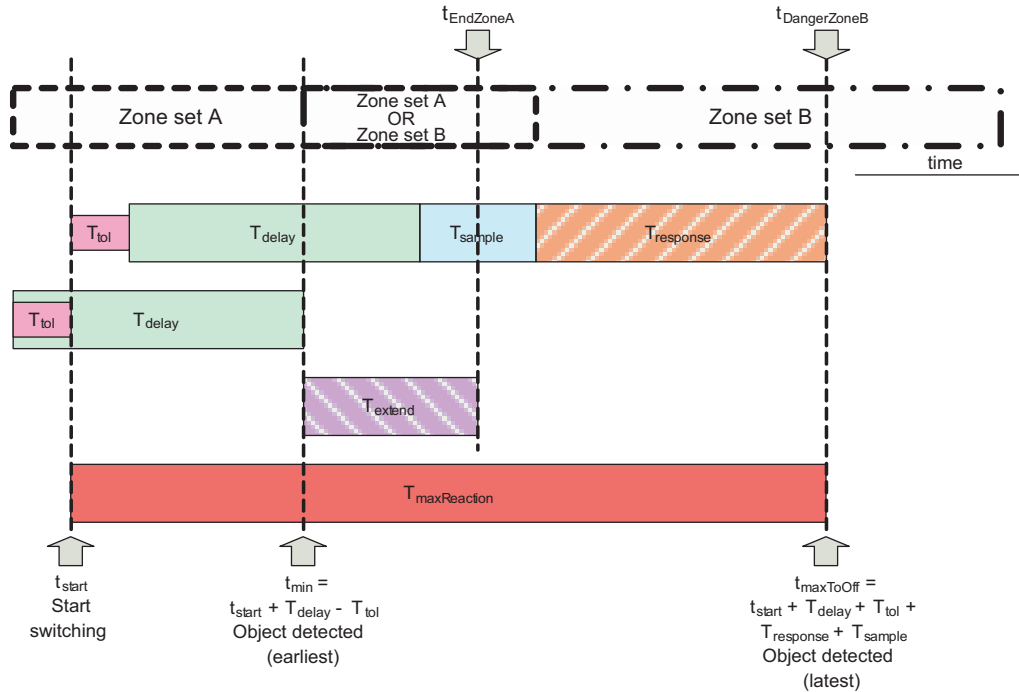 tEndZoneA
tDangerZoneB
Zone set A
Zone set A
OR
Zone set B
Zone set B
time
Ttol
Tdelay
Tsample
Tresponse
Ttol
Tdelay
Textend
TmaxReaction
tstart
Start
switching
tmin =
tstart + Tdelay - Ttol
Object detected
(earliest)
tmaxToOff =
tstart + Tdelay + Ttol +
Tresponse + Tsample
Object detected
(latest)